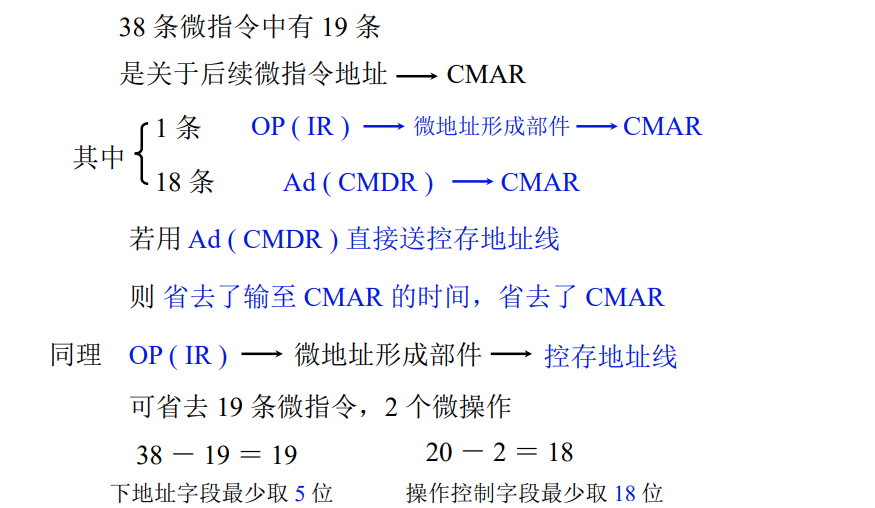 38 条微指令中有 19 条
是关于后续微指令地址 ⟶ CMAR
其中 { 1 条 OP ( IR ) ⟶ 微地址形成部件 ⟶ CMAR
18 条 Ad ( CMDR ) ⟶ CMAR
若用 Ad ( CMDR ) 直接送控存地址线
则 省去了输至 CMAR 的时间，省去了 CMAR
同理 OP ( IR ) ⟶ 微地址形成部件 ⟶ 控存地址线
可省去 19 条微指令，2 个微操作
38 － 19 ＝ 19 20 － 2 ＝ 18
下地址字段最少取 5 位 操作控制字段最少取 18 位